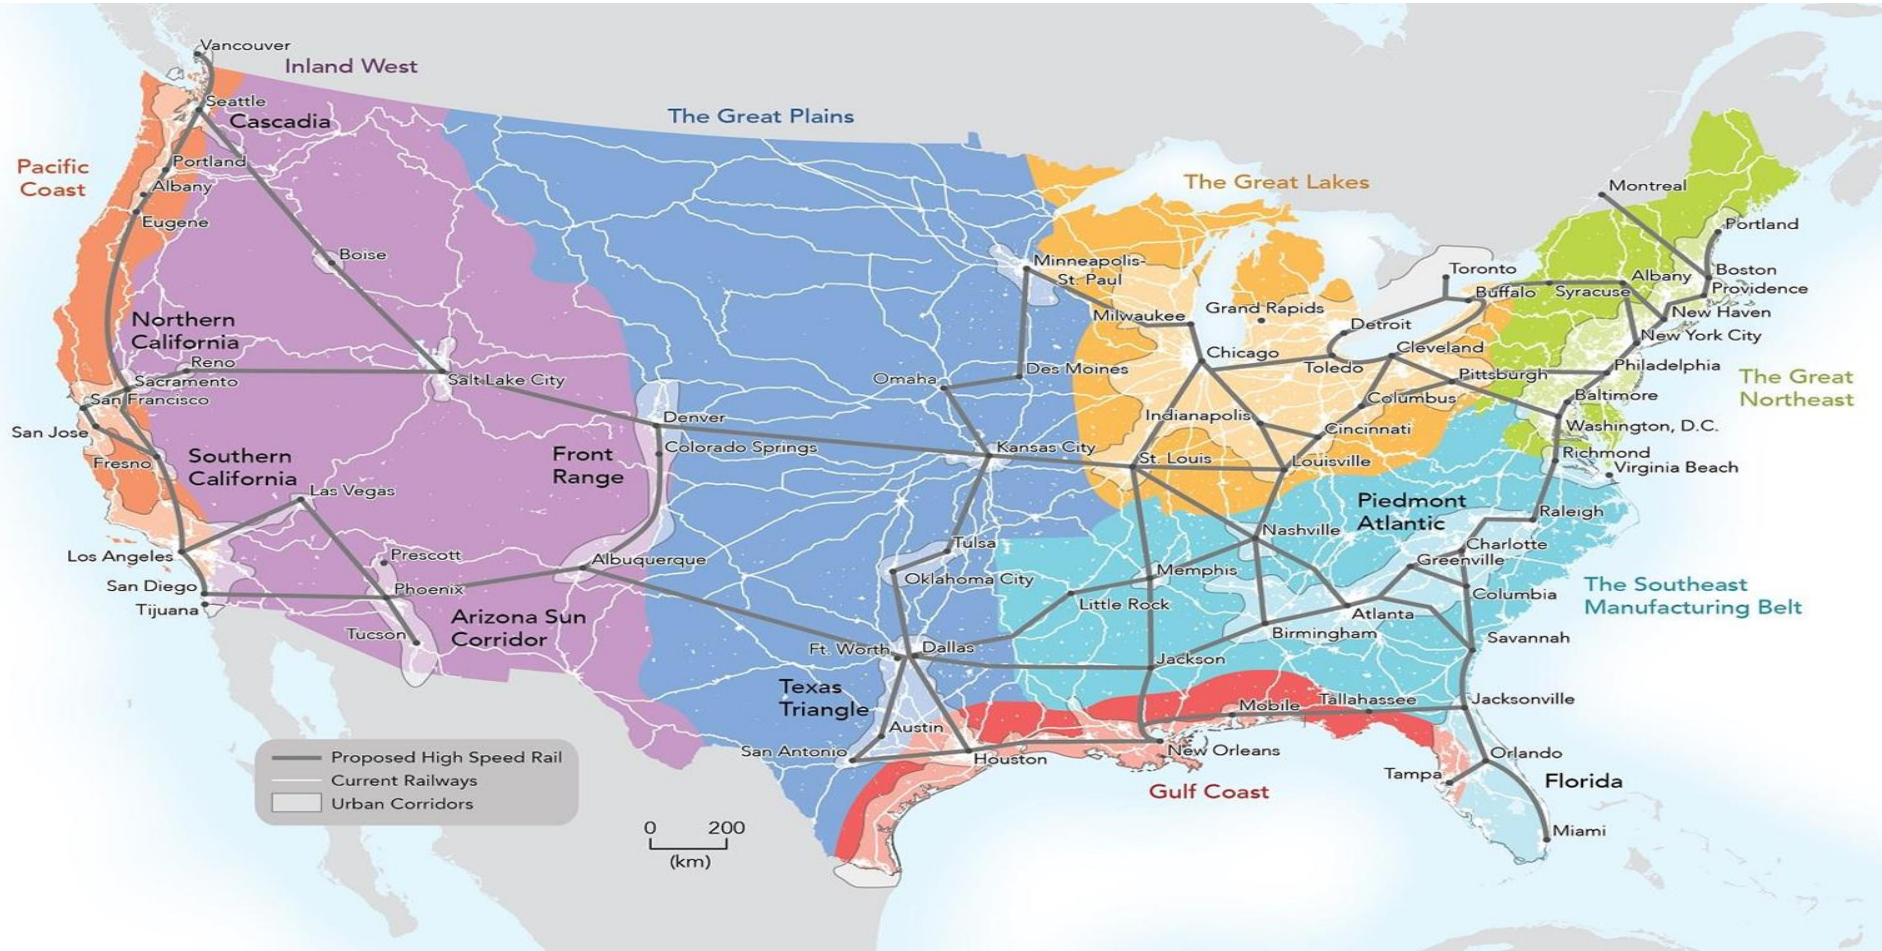 Vancouver
Inland West
Seattle
Cascadia
The Great Plains
Pacific
Coast
Portland
Albany
Eugene
The Great Lakes
Montreal
Portland
Boise
Minneapolis-
St. Paul
Toronto
Albany
Boston
Buffalo
Syracuse
Providence
Northern
California
Milwaukee
Grand Rapids
Detroit
New Haven
New York City
Reno
Sacramento
Salt Lake City
Chicago
Cleveland
Omaha
Des Moines
Toledo
Pittsburgh
Philadelphia
The Great
Northeast
San Francisco
Denver
Columbus
Baltimore
San Jose
Indianapolis
Cincinnati
Washington, D.C.
Fresno
Southern
California
Front
Range
Colorado Springs
Kansas City
St. Louis
Louisville
Richmond
Virginia Beach
Las Vegas
Piedmont
Atlantic
Raleigh
Los Angeles
Prescott
Albuquerque
Tulsa
Nashville
Charlotte
Greenville
San Diego
Tijuana
Phoenix
Oklahoma City
Memphis
Little Rock
Columbia
The Southeast
Manufacturing Belt
Arizona Sun
Corridor
Tucson
Atlanta
Birmingham
Savannah
Ft. Worth
Dallas
Jackson
Texas
Triangle
Austin
Mobile
Tallahassee
Jacksonville
San Antonio
Houston
New Orleans
Orlando
Tampa
Florida
Gulf Coast
Miami
Proposed High Speed Rail
Current Railways
Urban Corridors
0 200
(km)